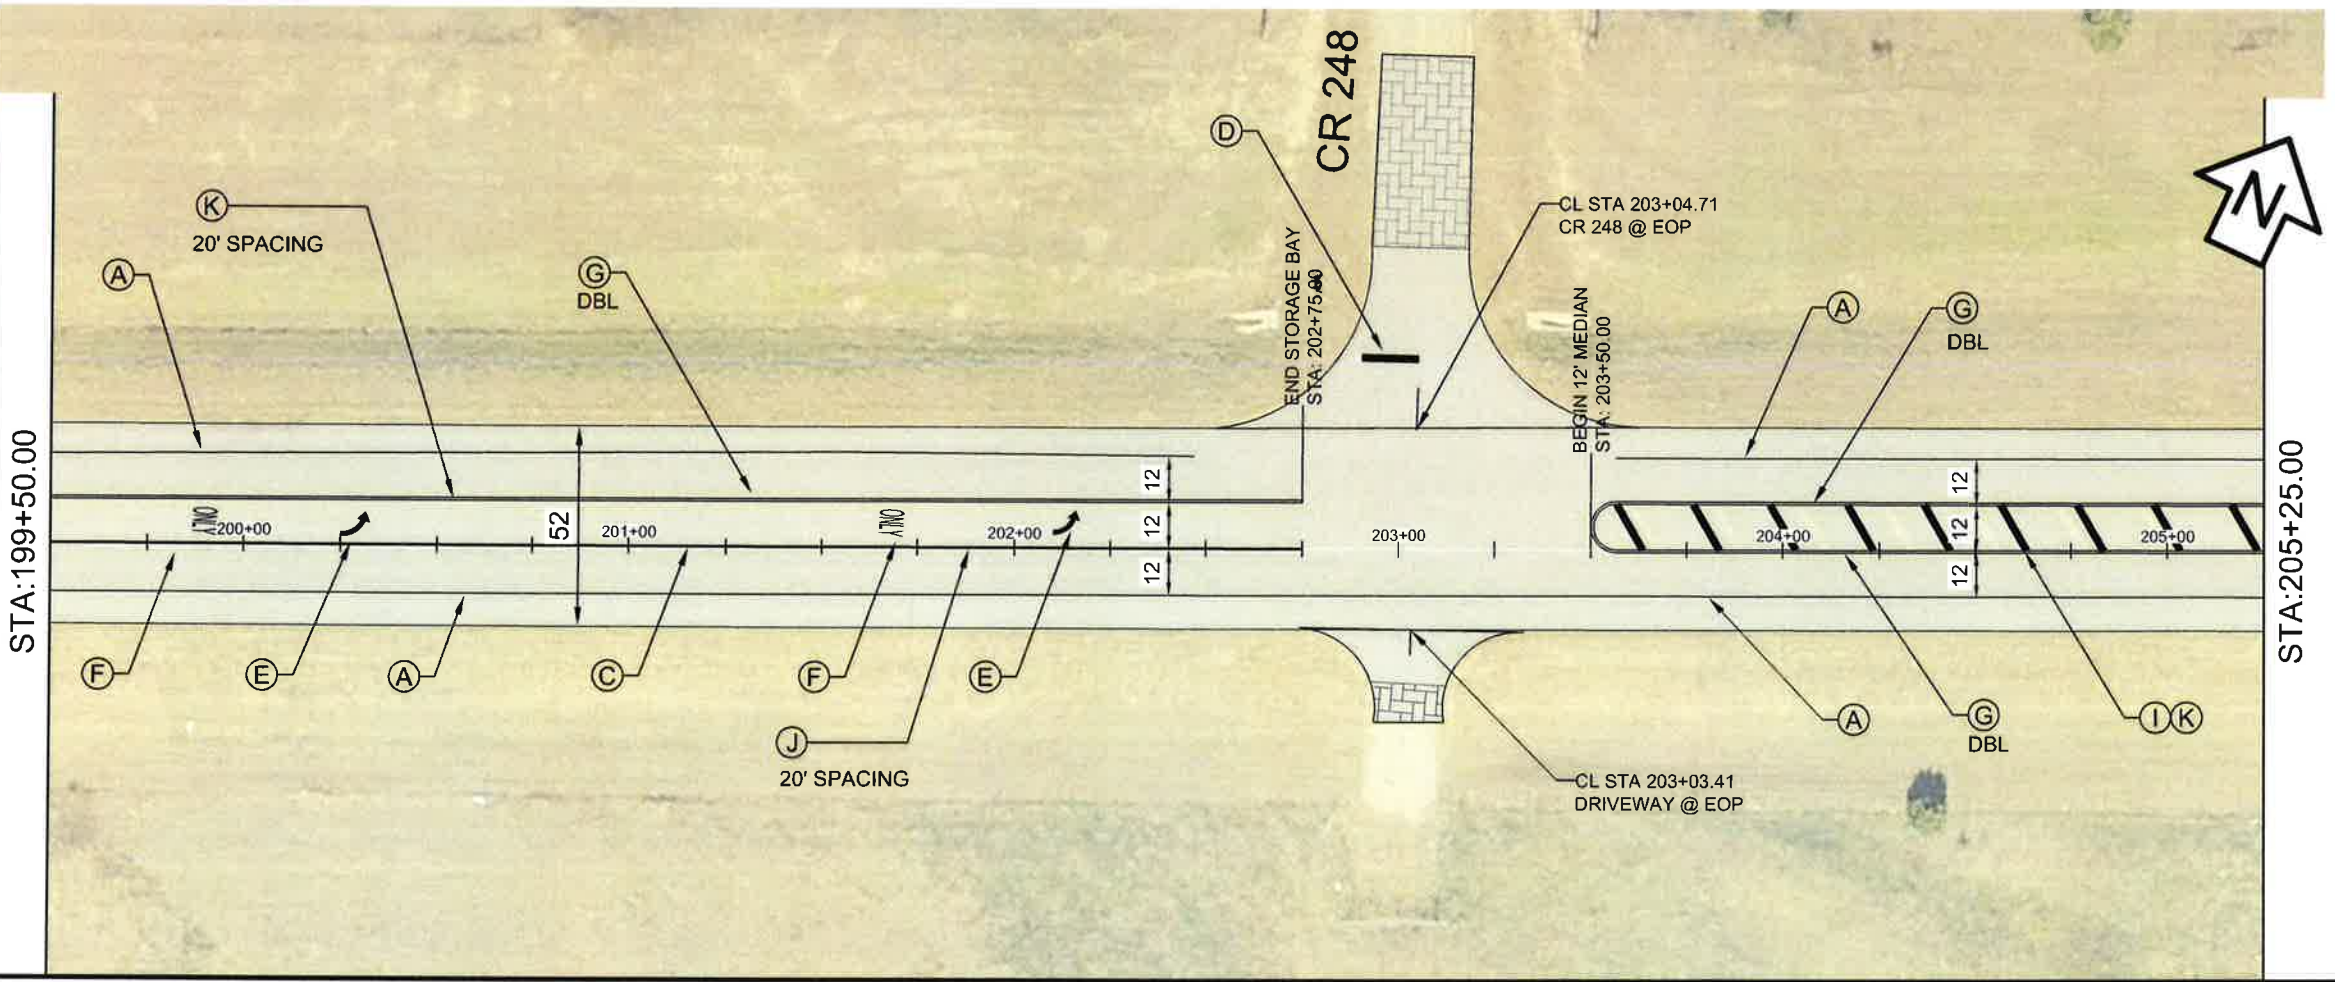 CR 248
D
K
20' SPACING
A
G
DBL
CL STA 203+04.71
CR 248 @ EOP
N
END STORAGE BAY
STA: 202+75.00
BEGIN 12' MEDIAN
STA: 203+50.00
A
G
DBL
STA:199+50.00
STA:205+25.00
12
12
12
12
12
12
52
ONLY
ONLY
200+00
201+00
202+00
203+00
204+00
205+00
F
E
A
C
F
E
J
20' SPACING
A
G
DBL
I K
CL STA 203+03.41
DRIVEWAY @ EOP